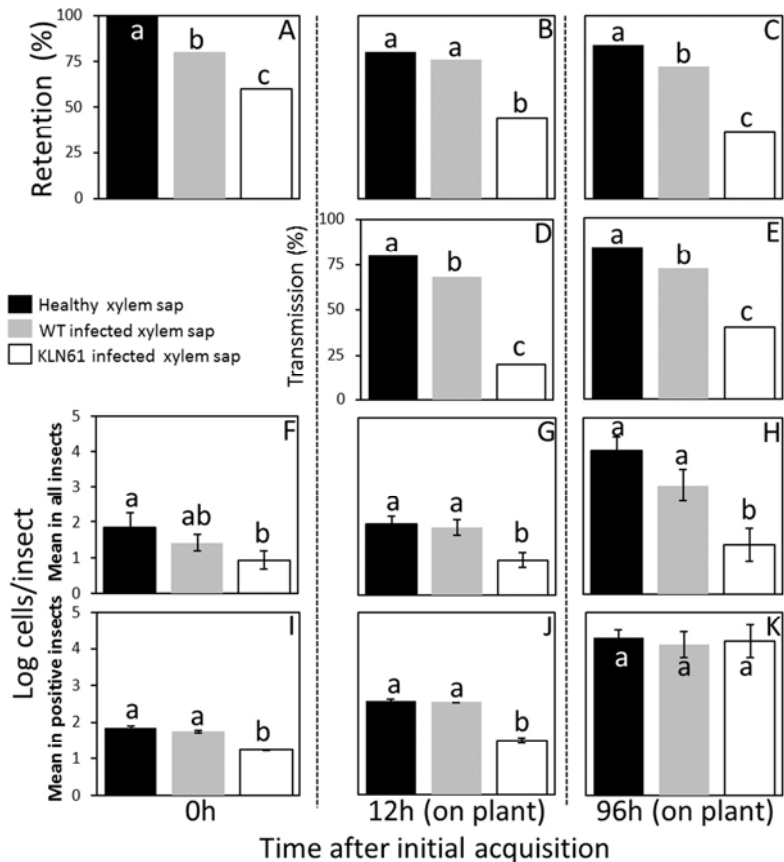 100
75
50
25
0
Retention (%)
A
a
b
c
B
a
a
b
C
a
b
c
100
75
50
25
0
Transmission (%)
D
a
b
c
E
a
b
c
Healthy xylem sap
WT infected xylem sap
KLN61 infected xylem sap
Log cells/insect
Mean in all insects
5
4
3
2
1
0
F
a
ab
b
G
a
a
b
H
a
a
b
Mean in positive insects
5
4
3
2
1
0
I
a
a
b
J
a
a
b
K
a
a
a
0h
12h (on plant)
96h (on plant)
Time after initial acquisition